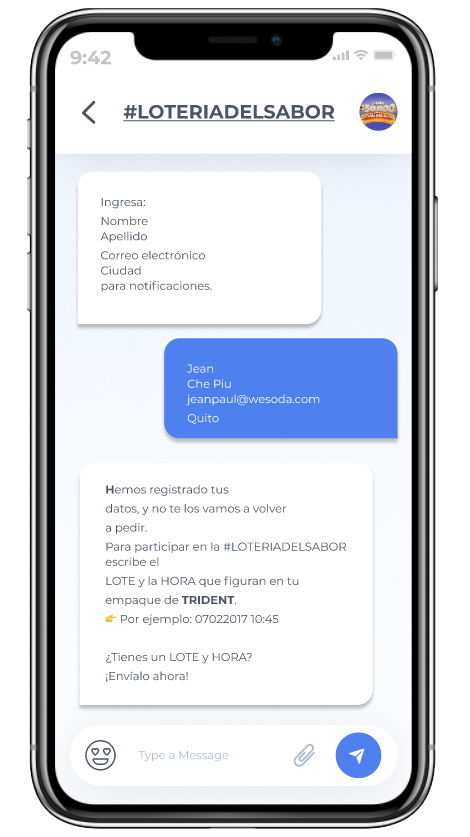 9:42
#LOTERIADELSABOR
Ingresa:
Nombre
Apellido
Correo electrónico
Ciudad
para notificaciones.
Jean
Che Piu
jeanpaul@wesoda.com
Quito
Hemos registrado tus
datos, y no te los vamos a volver
a pedir.
Para participar en la #LOTERIADELSABOR
escribe el
LOTE y la HORA que figuran en tu
empaque de TRIDENT.
👉 Por ejemplo: 07022017 10:45
¿Tienes un LOTE y HORA?
¡Envíalo ahora!
Type a Message